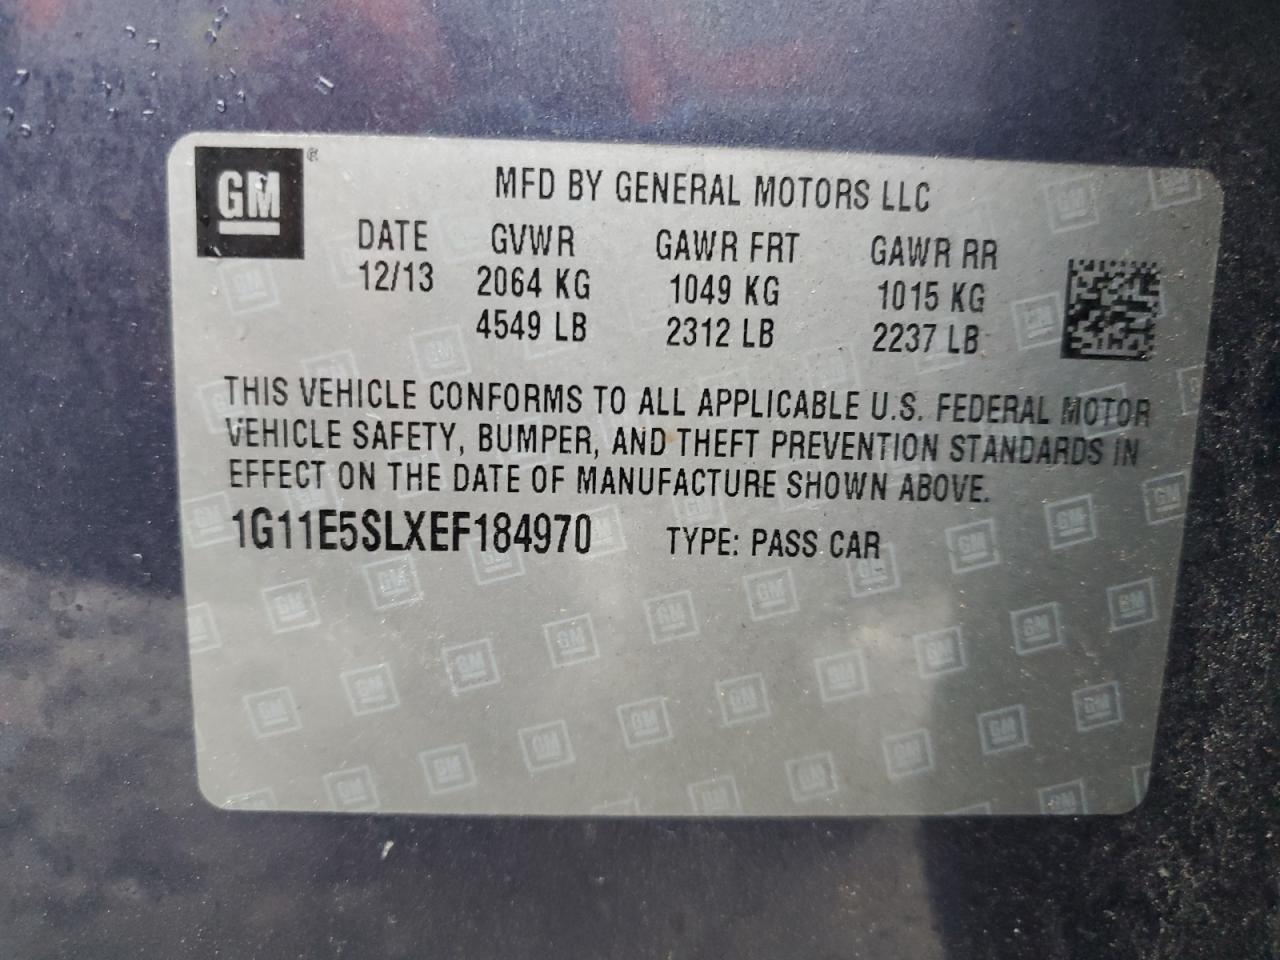 GM®
MFD BY GENERAL MOTORS LLC
DATE GVWR GAWR FRT GAWR RR
12/13 2064 KG 1049 KG 1015 KG
4549 LB 2312 LB 2237 LB
THIS VEHICLE CONFORMS TO ALL APPLICABLE U.S. FEDERAL MOTOR
VEHICLE SAFETY, BUMPER, AND THEFT PREVENTION STANDARDS IN
EFFECT ON THE DATE OF MANUFACTURE SHOWN ABOVE.
1G11E5SLXEF184970 TYPE: PASS CAR